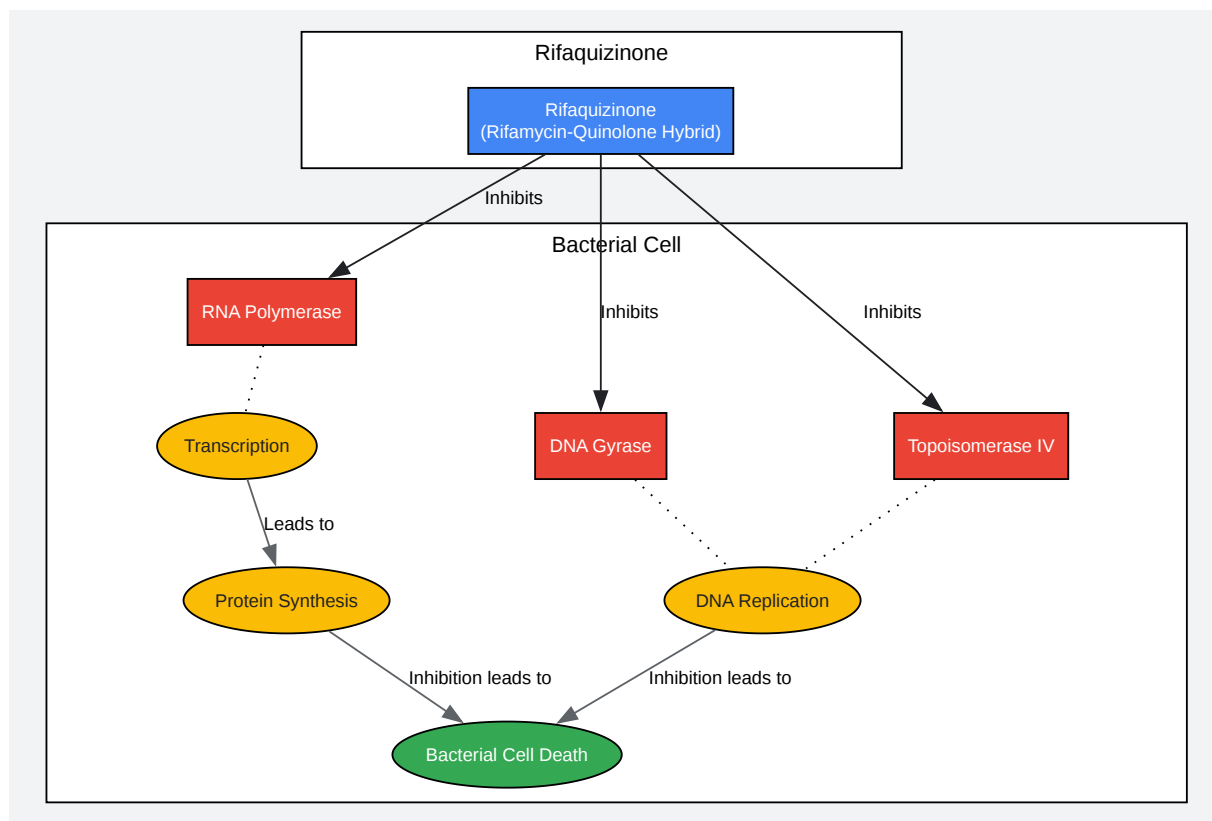 Rifaquizinone
Rifaquizinone
(Rifamycin-Quinolone Hybrid)
Inhibits
Bacterial Cell
RNA Polymerase
Inhibits
Inhibits
Transcription
DNA Gyrase
Topoisomerase IV
Leads to
Protein Synthesis
DNA Replication
Inhibition leads to
Inhibition leads to
Bacterial Cell Death